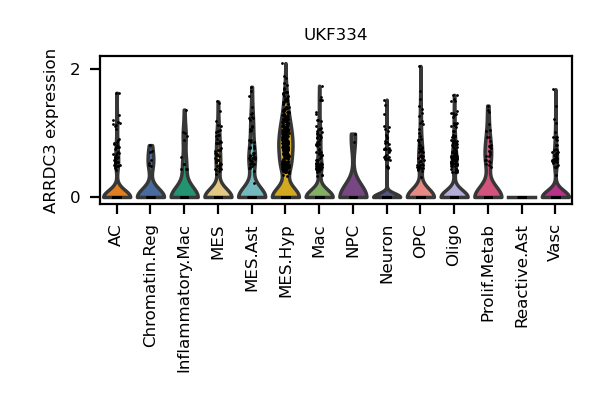 UKF334
ARRDC3 expression
2
0
AC
Chromatin.Reg
Inflammatory.Mac
MES
MES.Ast
MES.Hyp
Mac
NPC
Neuron
OPC
Oligo
Prolif.Metab
Reactive.Ast
Vasc